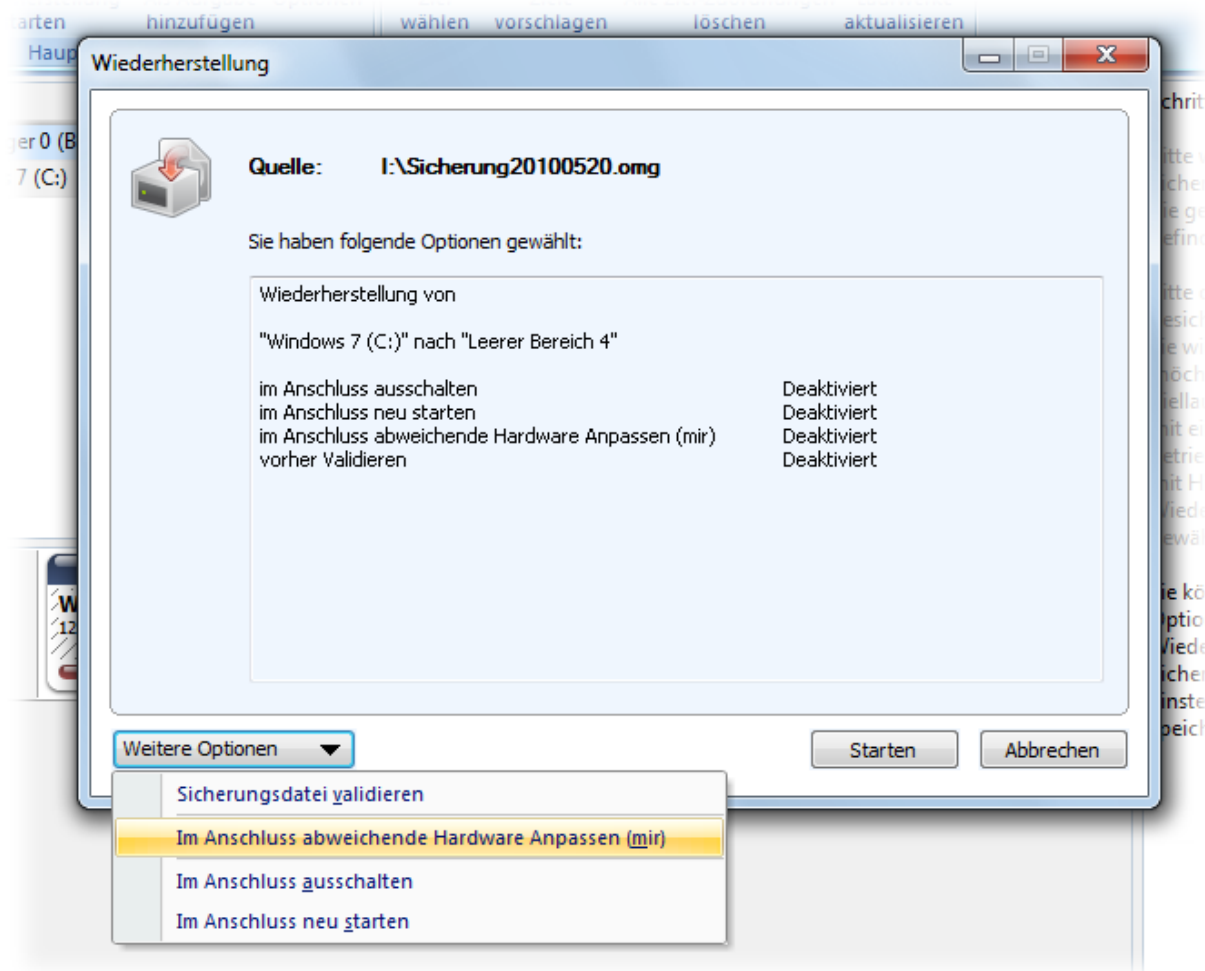 hinzufügen wählen vorschlagen löschen aktualisieren
Wiederherstellung
7 (C:)
Quelle: I:\Sicherung20100520.omg
Sie haben folgende Optionen gewählt:
Wiederherstellung von
"Windows 7 (C:)" nach "Leerer Bereich 4"
im Anschluss ausschalten Deaktiviert
im Anschluss neu starten Deaktiviert
im Anschluss abweichende Hardware Anpassen (mir) Deaktiviert
vorher Validieren Deaktiviert
Weitere Optionen Starten Abbrechen
Sicherungsdatei validieren
Im Anschluss abweichende Hardware Anpassen (mir)
Im Anschluss ausschalten
Im Anschluss neu starten